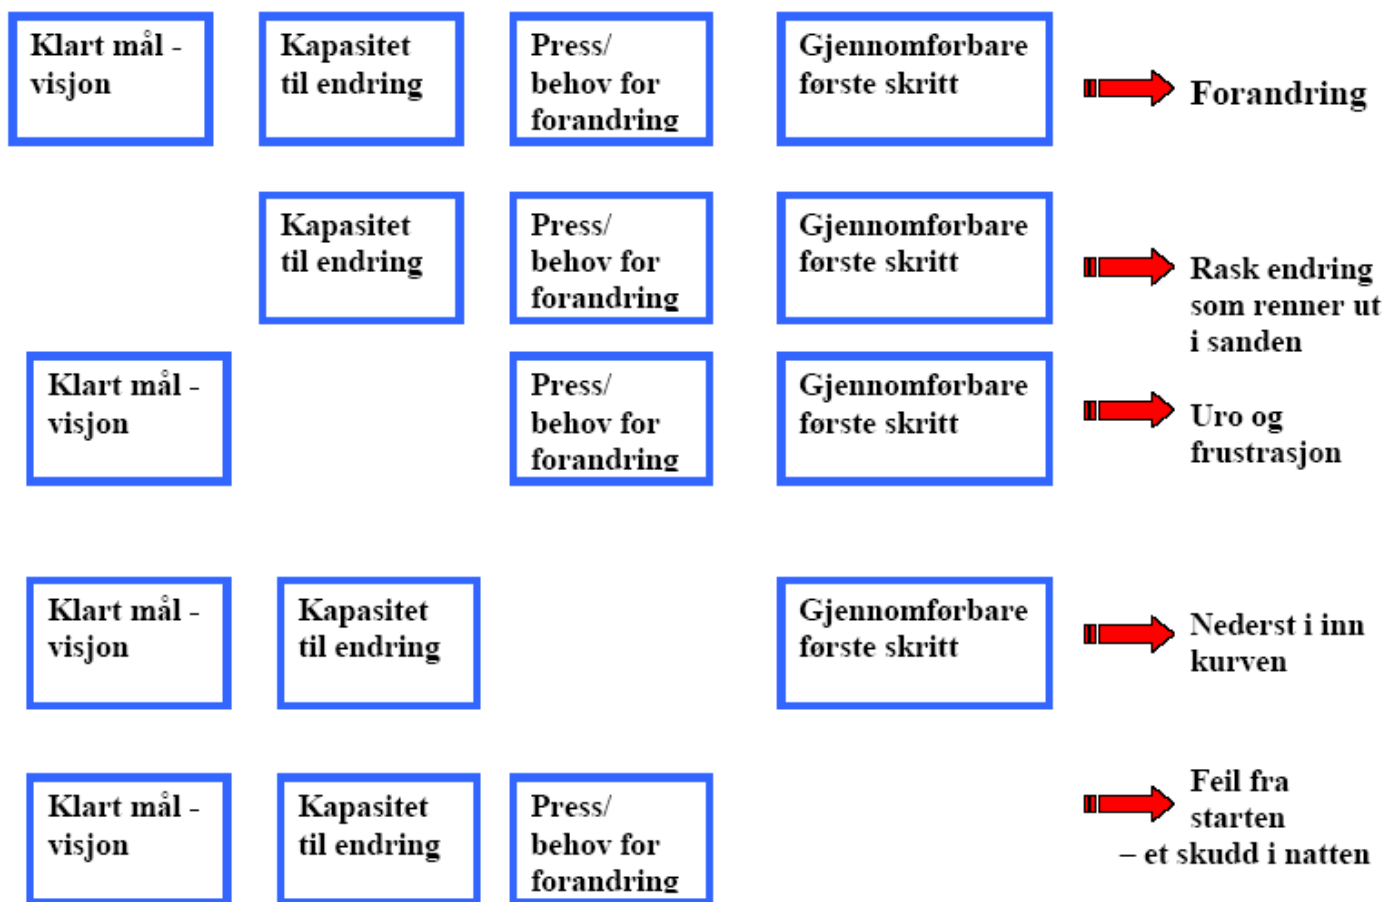 Klart mål -
visjon
Kapasitet
til endring
Press/
behov for
forandring
Gjennomførbare
første skritt
Forandring
Kapasitet
til endring
Press/
behov for
forandring
Gjennomførbare
første skritt
Rask endring
som renner ut
i sanden
Klart mål -
visjon
Press/
behov for
forandring
Gjennomførbare
første skritt
Uro og
frustrasjon
Klart mål -
visjon
Kapasitet
til endring
Gjennomførbare
første skritt
Nederst i inn
kurven
Klart mål -
visjon
Kapasitet
til endring
Press/
behov for
forandring
Feil fra
starten
– et skudd i natten